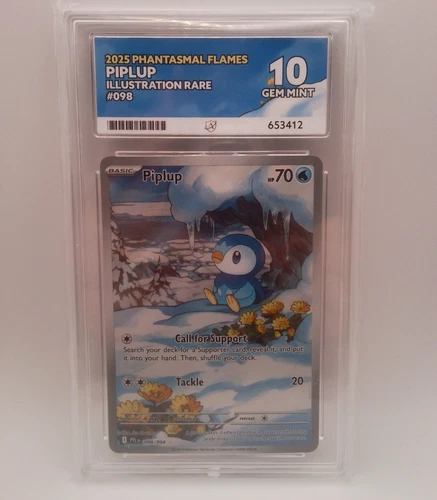 2025 PHANTASMAL FLAMES
PIPLUP
ILLUSTRATION RARE
#098
10
GEM MINT
653412
BASIC
Piplup
HP70
Call for Support
Search your deck for a Supporter card, reveal it, and put
it into your hand. Then, shuffle your deck.
Tackle 20